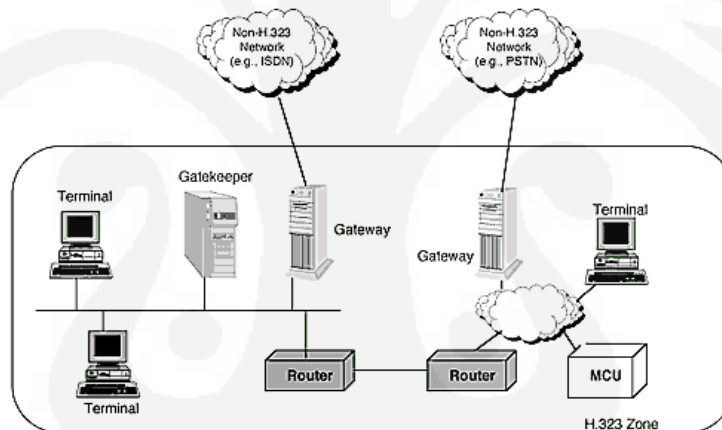 Non-H.323
Network
(e.g., ISDN)
Non-H.323
Network
(e.g., PSTN)
Terminal
Gatekeeper
Gateway
Gateway
Terminal
Terminal
Router
Router
MCU
H.323 Zone